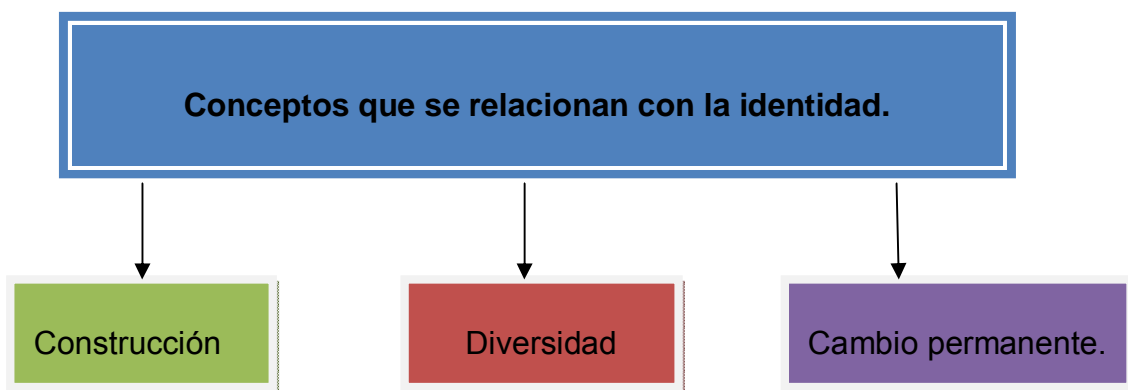 Conceptos que se relacionan con la identidad.
Construcción
Diversidad
Cambio permanente.